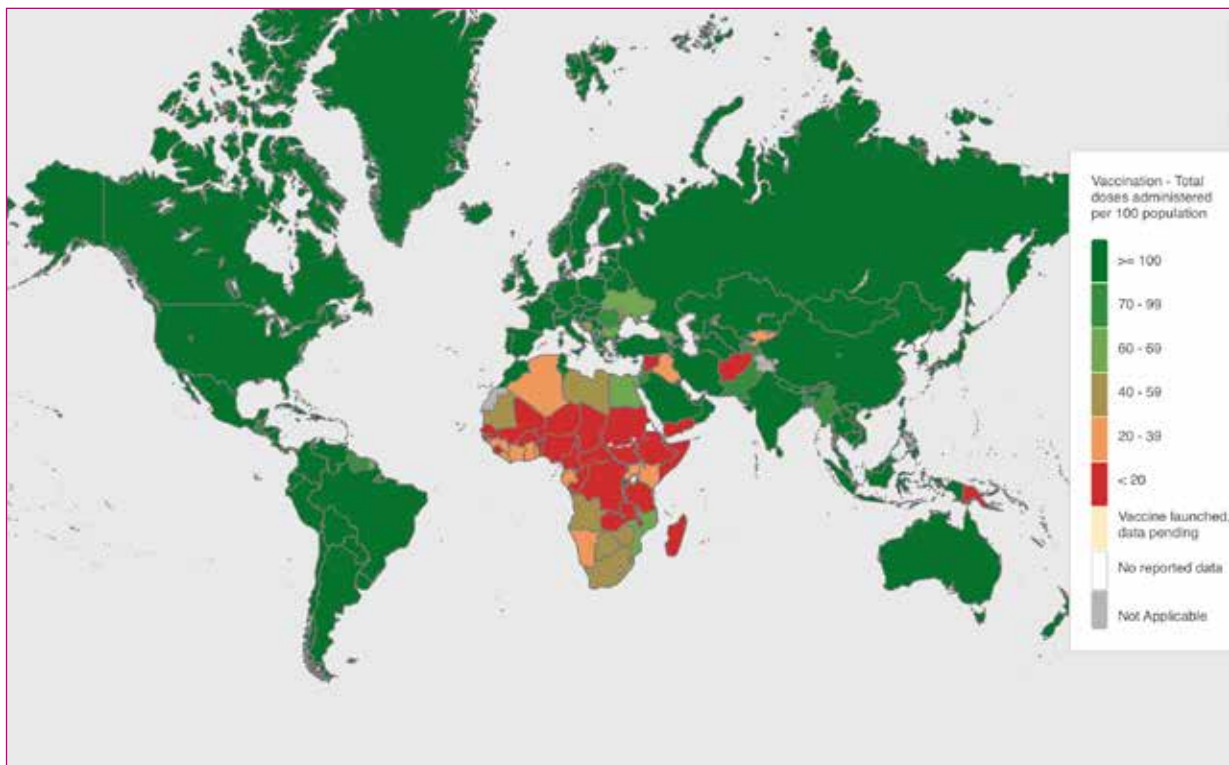 Vaccination - Total
doses administered
per 100 population
>= 100
70 - 99
60 - 69
40 - 59
20 - 39
< 20
Vaccine launched,
data pending
No reported data
Not Applicable